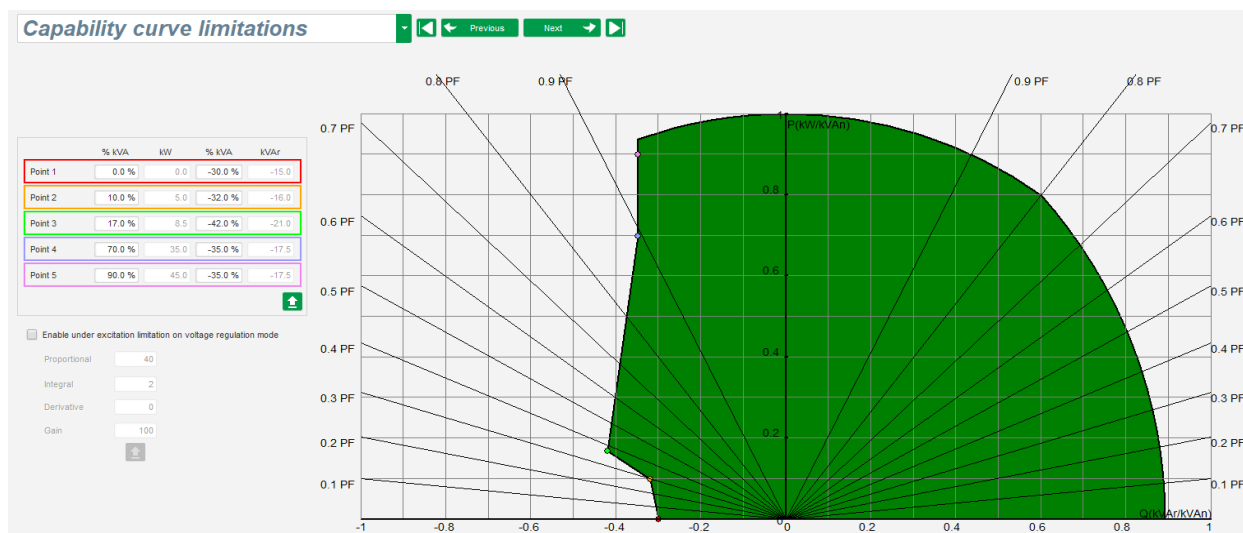 Capability curve limitations
Previous
Next
% kVA kW % kVA kVAr
Point 1 0.0 % 0.0 -30.0 % -15.0
Point 2 10.0 % 5.0 -32.0 % -16.0
Point 3 17.0 % 8.5 -42.0 % -21.0
Point 4 70.0 % 35.0 -35.0 % -17.5
Point 5 90.0 % 45.0 -35.0 % -17.5
Enable under excitation limitation on voltage regulation mode
Proportional 40
Integral 2
Derivative 0
Gain 100
0.8 PF 0.9 PF 0.9 PF 0.8 PF
1 P(kW/kVAn)
0.7 PF 0.7 PF
0.8
0.6 PF 0.6 PF
0.6
0.5 PF 0.5 PF
0.4 PF 0.4 0.4 PF
0.3 PF 0.3 PF
0.2 PF 0.2 0.2 PF
0.1 PF 0.1 PF
0 Q(kVAr/kVAn)
-1 -0.8 -0.6 -0.4 -0.2 0 0.2 0.4 0.6 0.8 1